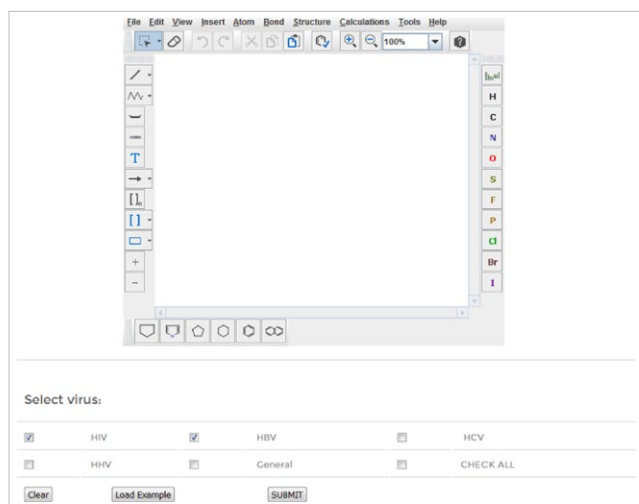 File Edit View Insert Atom Bond Structure Calculations Tools Help
100%
H
C
N
T
O
S
[ ]n
F
[ ]
P
Cl
Br
I
Select virus:
HIV HBV HCV
HHV General CHECK ALL
Clear Load Example SUBMIT